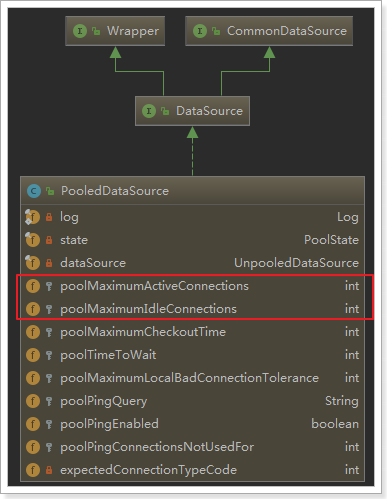 Wrapper
CommonDataSource
DataSource
PooledDataSource
log Log
state PoolState
dataSource UnpooledDataSource
poolMaximumActiveConnections int
poolMaximumIdleConnections int
poolMaximumCheckoutTime int
poolTimeToWait int
poolMaximumLocalBadConnectionTolerance int
poolPingQuery String
poolPingEnabled boolean
poolPingConnectionsNotUsedFor int
expectedConnectionTypeCode int